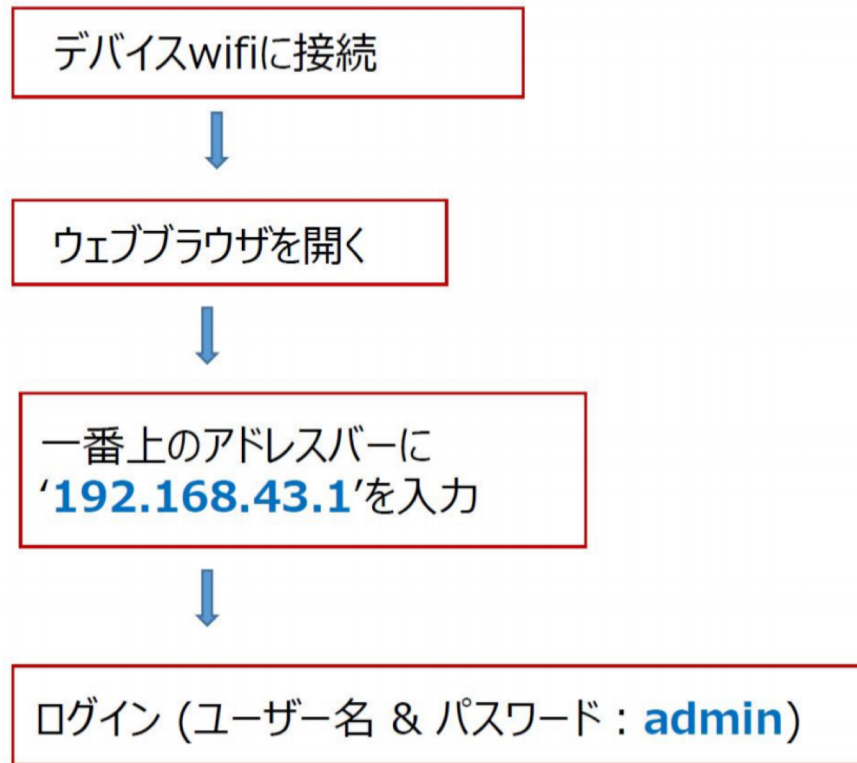 デバイスwifiに接続
ウェブブラウザを開く
一番上のアドレスバーに
‘192.168.43.1’を入力
ログイン (ユーザー名 & パスワード：admin)